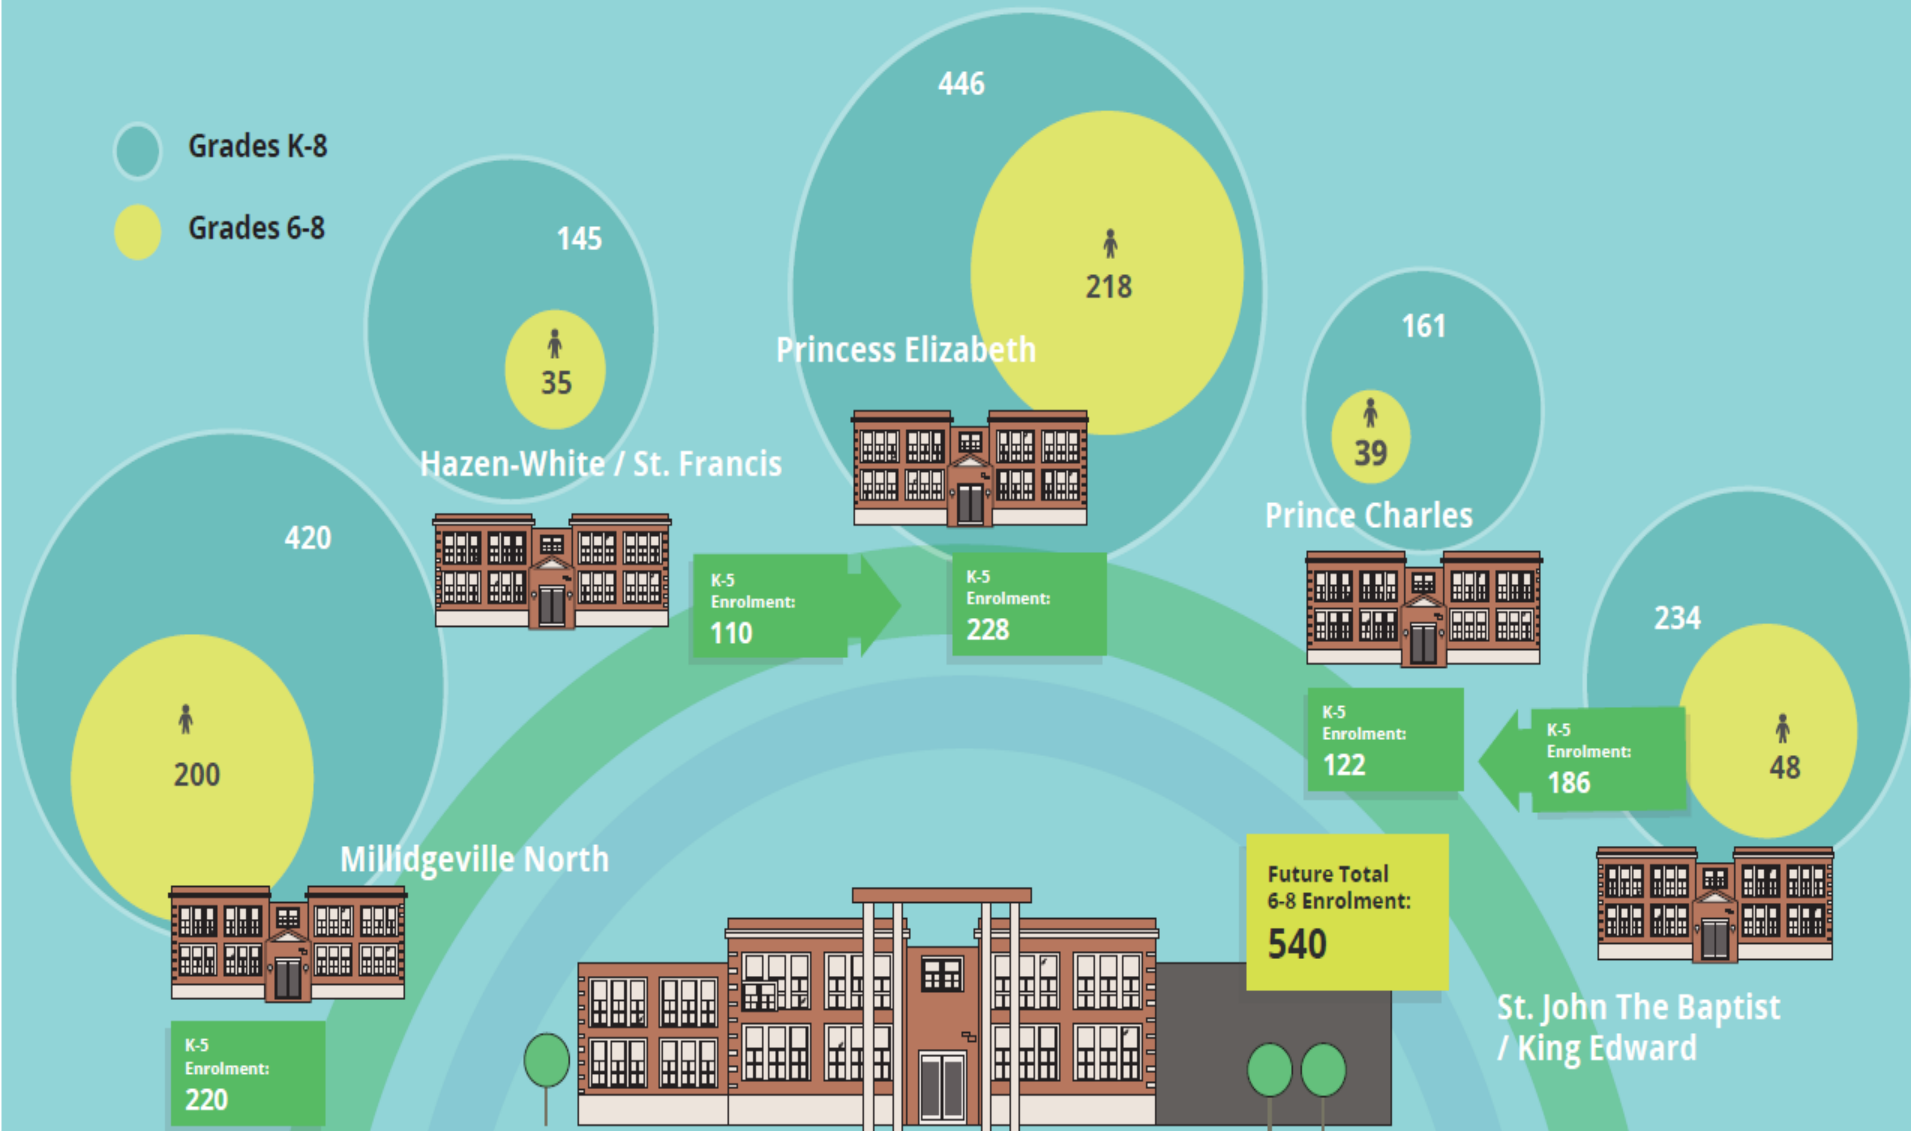 Grades K-8
Grades 6-8
420
200
Millidgeville North
K-5
Enrolment:
220
145
35
Hazen-White / St. Francis
K-5
Enrolment:
110
446
218
Princess Elizabeth
K-5
Enrolment:
228
161
39
Prince Charles
K-5
Enrolment:
122
234
48
K-5
Enrolment:
186
St. John The Baptist
/ King Edward
Future Total
6-8 Enrolment:
540